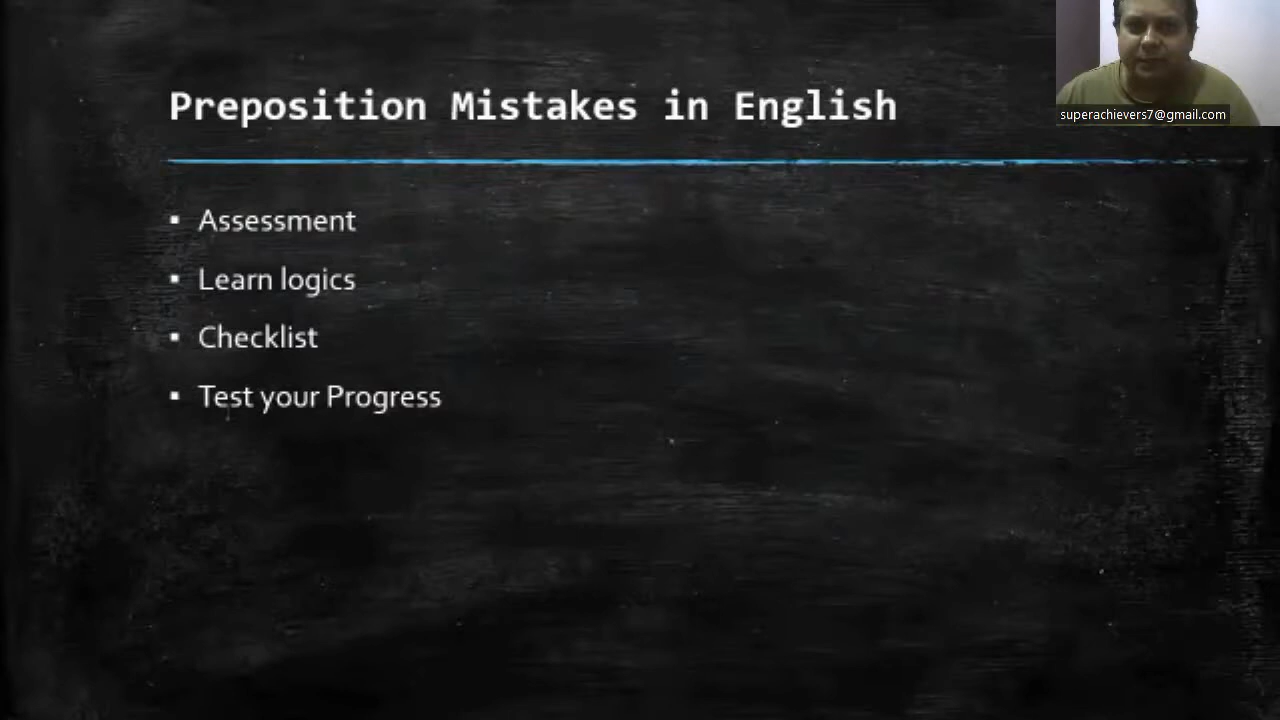 Preposition Mistakes in English
superachievers7@gmail.com
Assessment
Learn logics
Checklist
Test your Progress